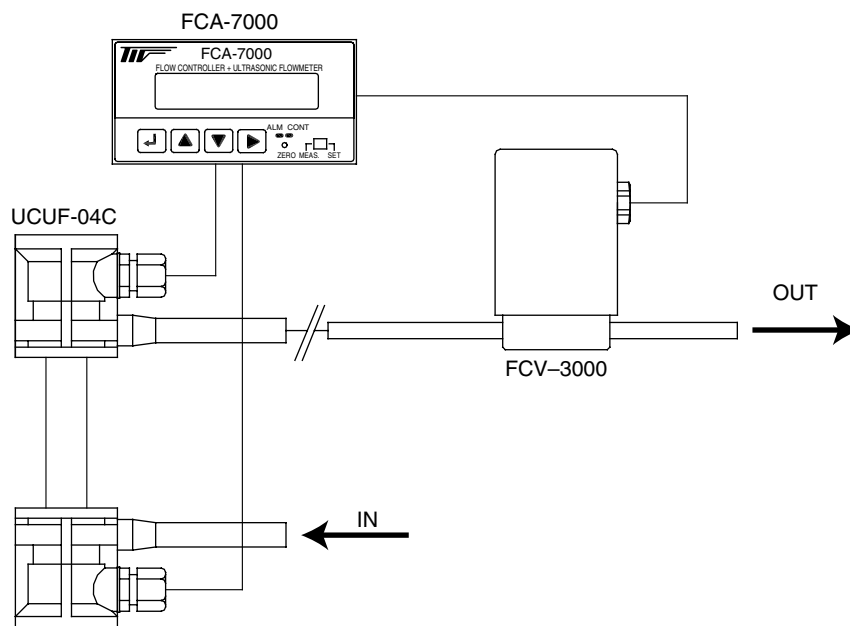 FCA-7000
TIV
FCA-7000
FLOW CONTROLLER + ULTRASONIC FLOWMETER
ALM CONT
ZERO MEAS. SET
UCUF-04C
OUT
FCV–3000
IN